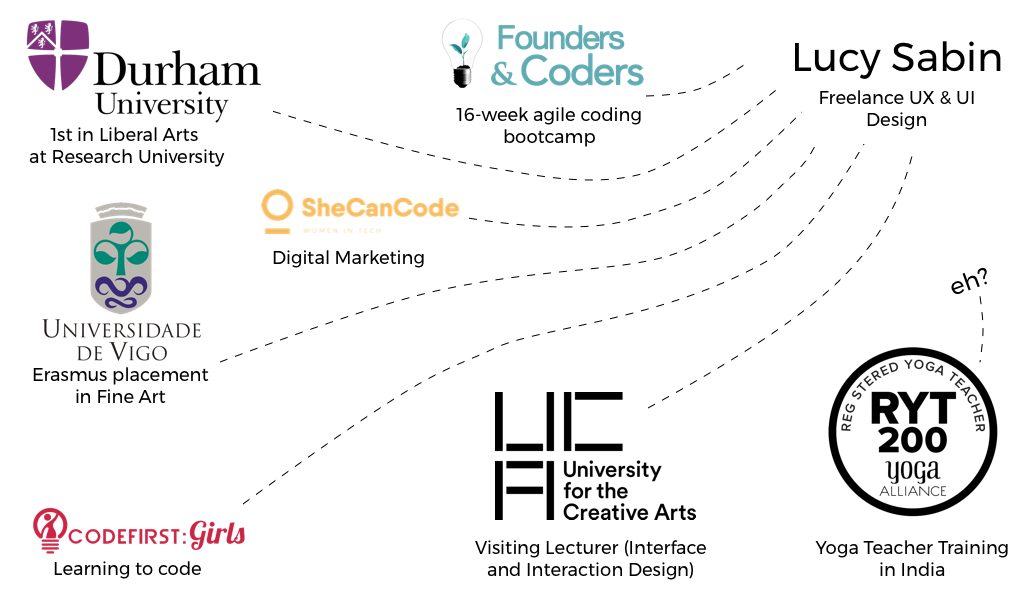 Durham
University
1st in Liberal Arts
at Research University
Founders
& Coders
16-week agile coding
bootcamp
Lucy Sabin
Freelance UX & UI
Design
SheCanCode
WOMEN IN TECH
Digital Marketing
UNIVERSIDADE
DE VIGO
Erasmus placement
in Fine Art
eh?
REGISTERED YOGA TEACHER
RYT
200
yoga
ALLIANCE
Yoga Teacher Training
in India
UCA
University
for the
Creative Arts
Visiting Lecturer (Interface
and Interaction Design)
CODEFIRST: Girls
Learning to code